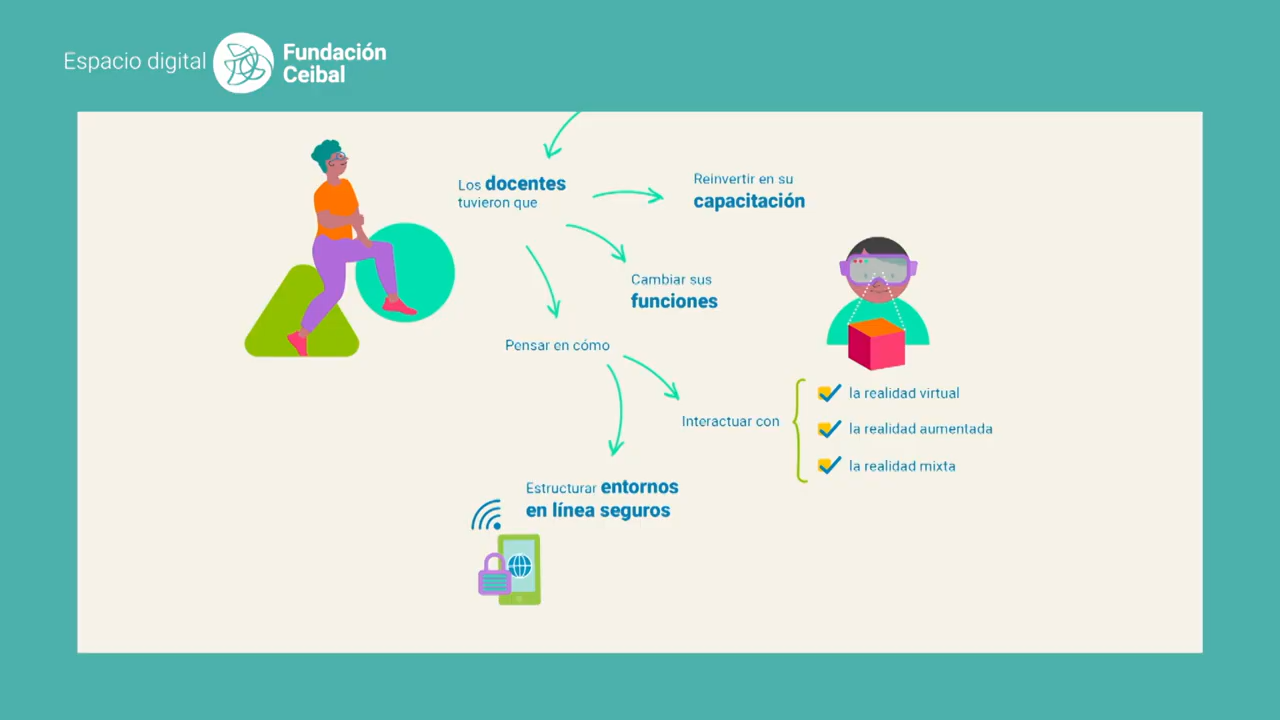 Espacio digital
Fundación
Ceibal
Los docentes
tuvieron que
Reinvertir en su
capacitación
Cambiar sus
funciones
Pensar en cómo
Interactuar con
la realidad virtual
la realidad aumentada
la realidad mixta
Estructurar entornos
en línea seguros